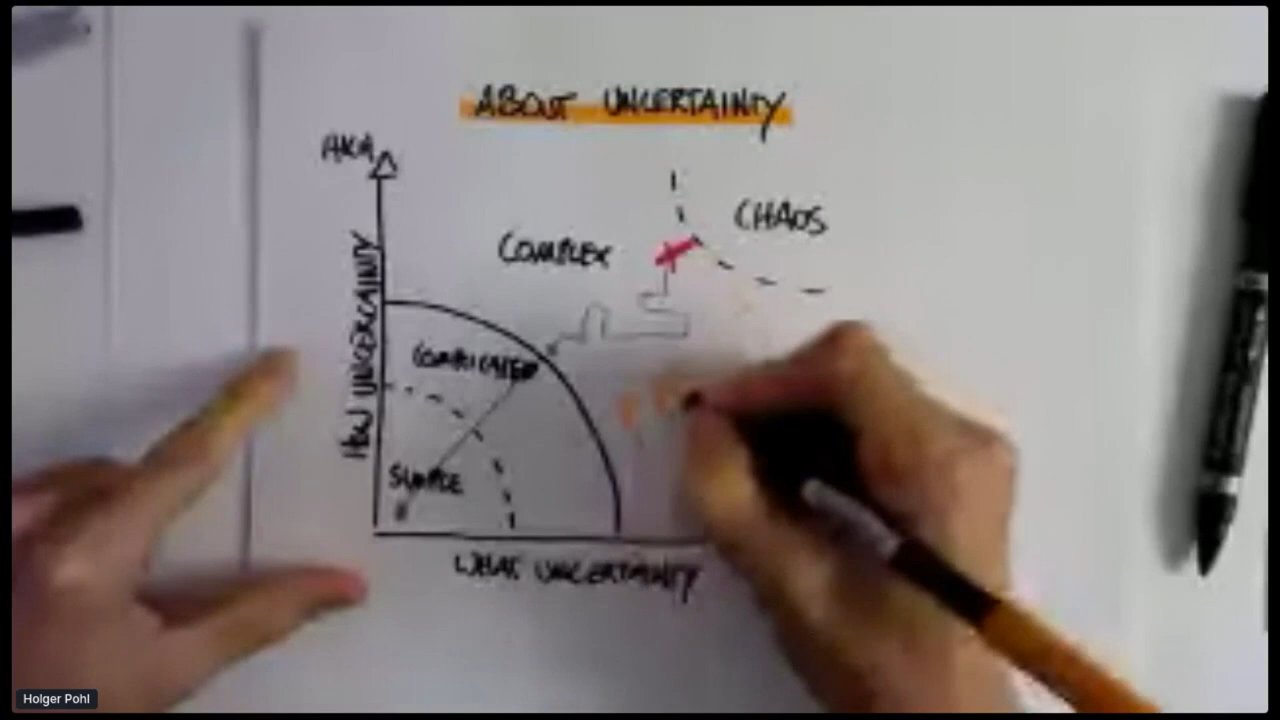 ABOUT UNCERTAINTY
AKA
CHAOS
COMPLEX
HOW UNCERTAINTY
COMPLICATED
SIMPLE
WHAT UNCERTAINTY
Holger Pohl